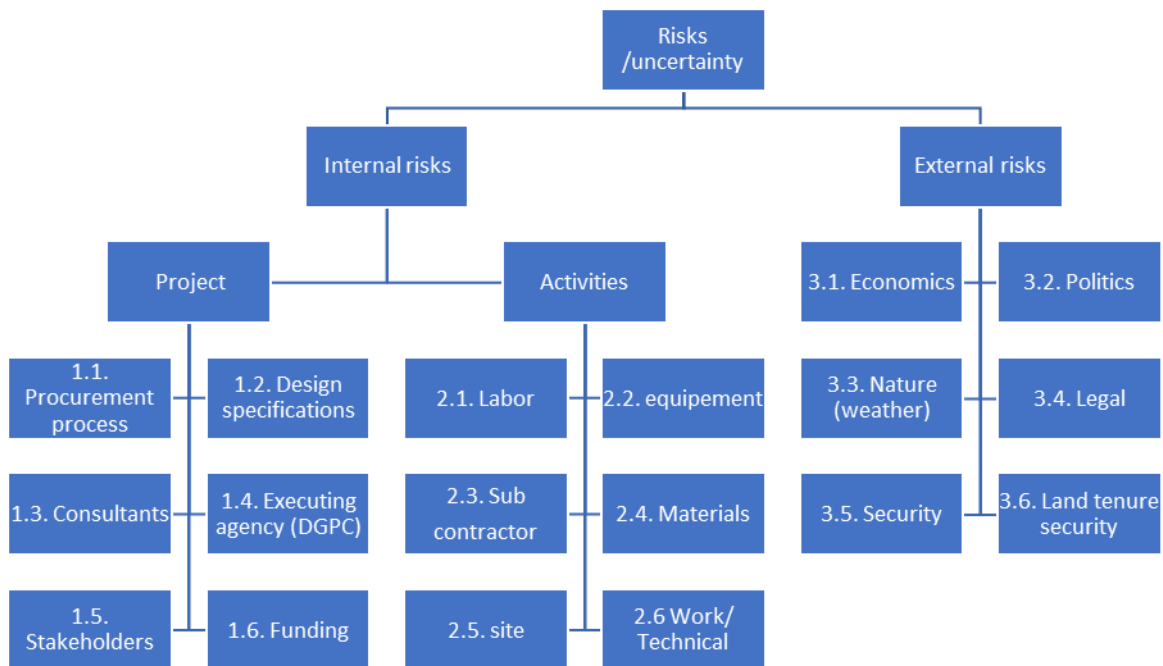 Risks
/uncertainty
Internal risks
External risks
Project
Activities
3.1. Economics
3.2. Politics
1.1.
Procurement
process
1.2. Design
specifications
2.1. Labor
2.2. equipement
3.3. Nature
(weather)
3.4. Legal
1.3. Consultants
1.4. Executing
agency (DGPC)
2.3. Sub
contractor
2.4. Materials
3.5. Security
3.6. Land tenure
security
1.5.
Stakeholders
1.6. Funding
2.5. site
2.6 Work/
Technical